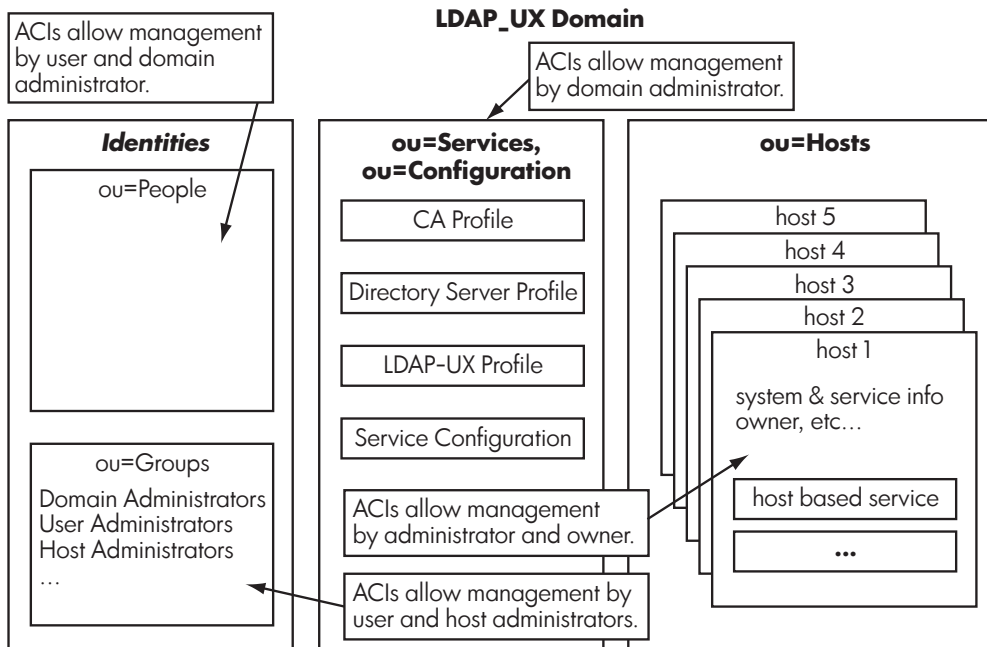 LDAP_UX Domain
ACIs allow management
by user and domain
administrator.
ACIs allow management
by domain administrator.
Identities
ou=People
ou=Groups
Domain Administrators
User Administrators
Host Administrators
...
ou=Services,
ou=Configuration
CA Profile
Directory Server Profile
LDAP-UX Profile
Service Configuration
ACIs allow management
by administrator and owner.
ACIs allow management by
user and host administrators.
ou=Hosts
host 5
host 4
host 3
host 2
host 1
system & service info
owner, etc...
host based service
...